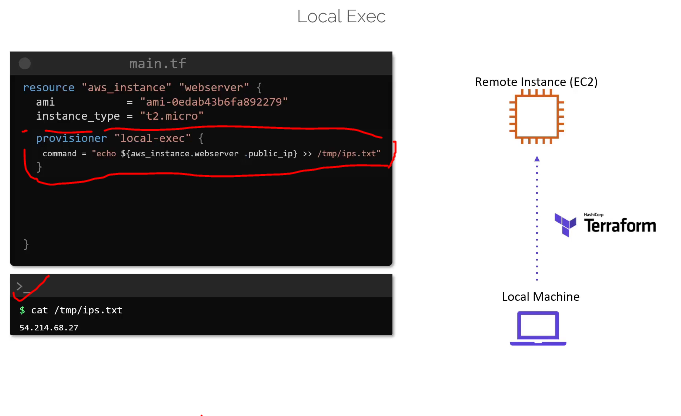 Local Exec
main.tf
resource "aws_instance" "webserver" {
ami = "ami-0edab43b6fa892279"
instance_type = "t2.micro"
provisioner "local-exec" {
command = "echo ${aws_instance.webserver .public_ip} >> /tmp/ips.txt"
}
}
>_
$ cat /tmp/ips.txt
54.214.68.27
Remote Instance (EC2)
HashiCorp
Terraform
Local Machine